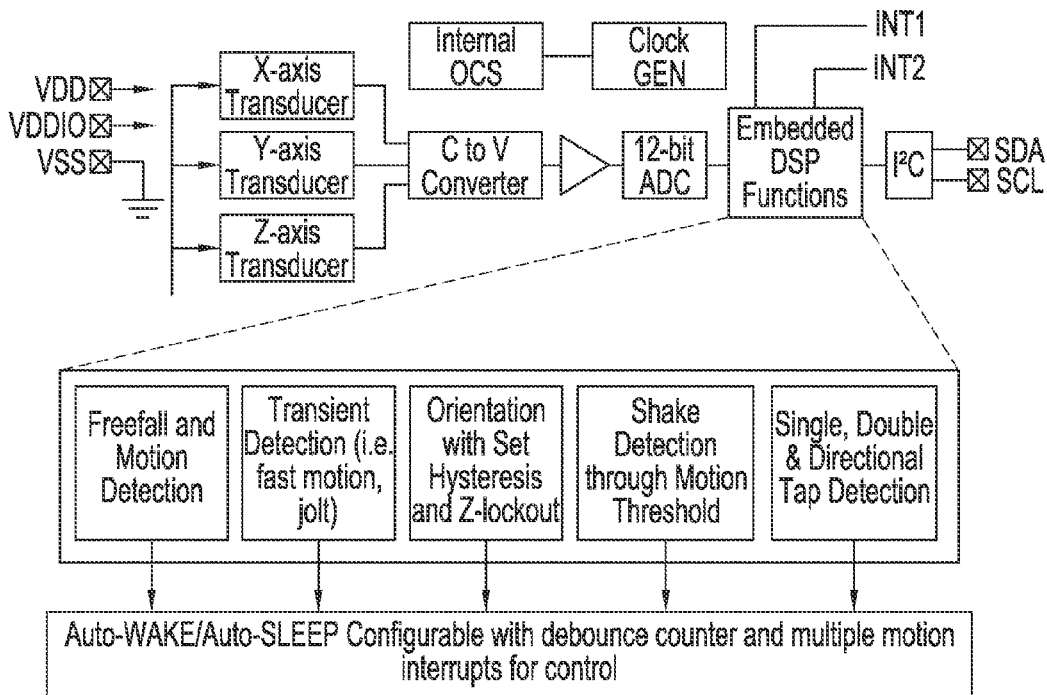 INT1
Internal
OCS
Clock
GEN
INT2
VDD
VDDIO
VSS
X-axis
Transducer
Y-axis
Transducer
Z-axis
Transducer
C to V
Converter
12-bit
ADC
Embedded
DSP
Functions
I²C
SDA
SCL
Freefall and
Motion
Detection
Transient
Detection (i.e.
fast motion,
jolt)
Orientation
with Set
Hysteresis
and Z-lockout
Shake
Detection
through Motion
Threshold
Single, Double
& Directional
Tap Detection
Auto-WAKE/Auto-SLEEP Configurable with debounce counter and multiple motion
interrupts for control